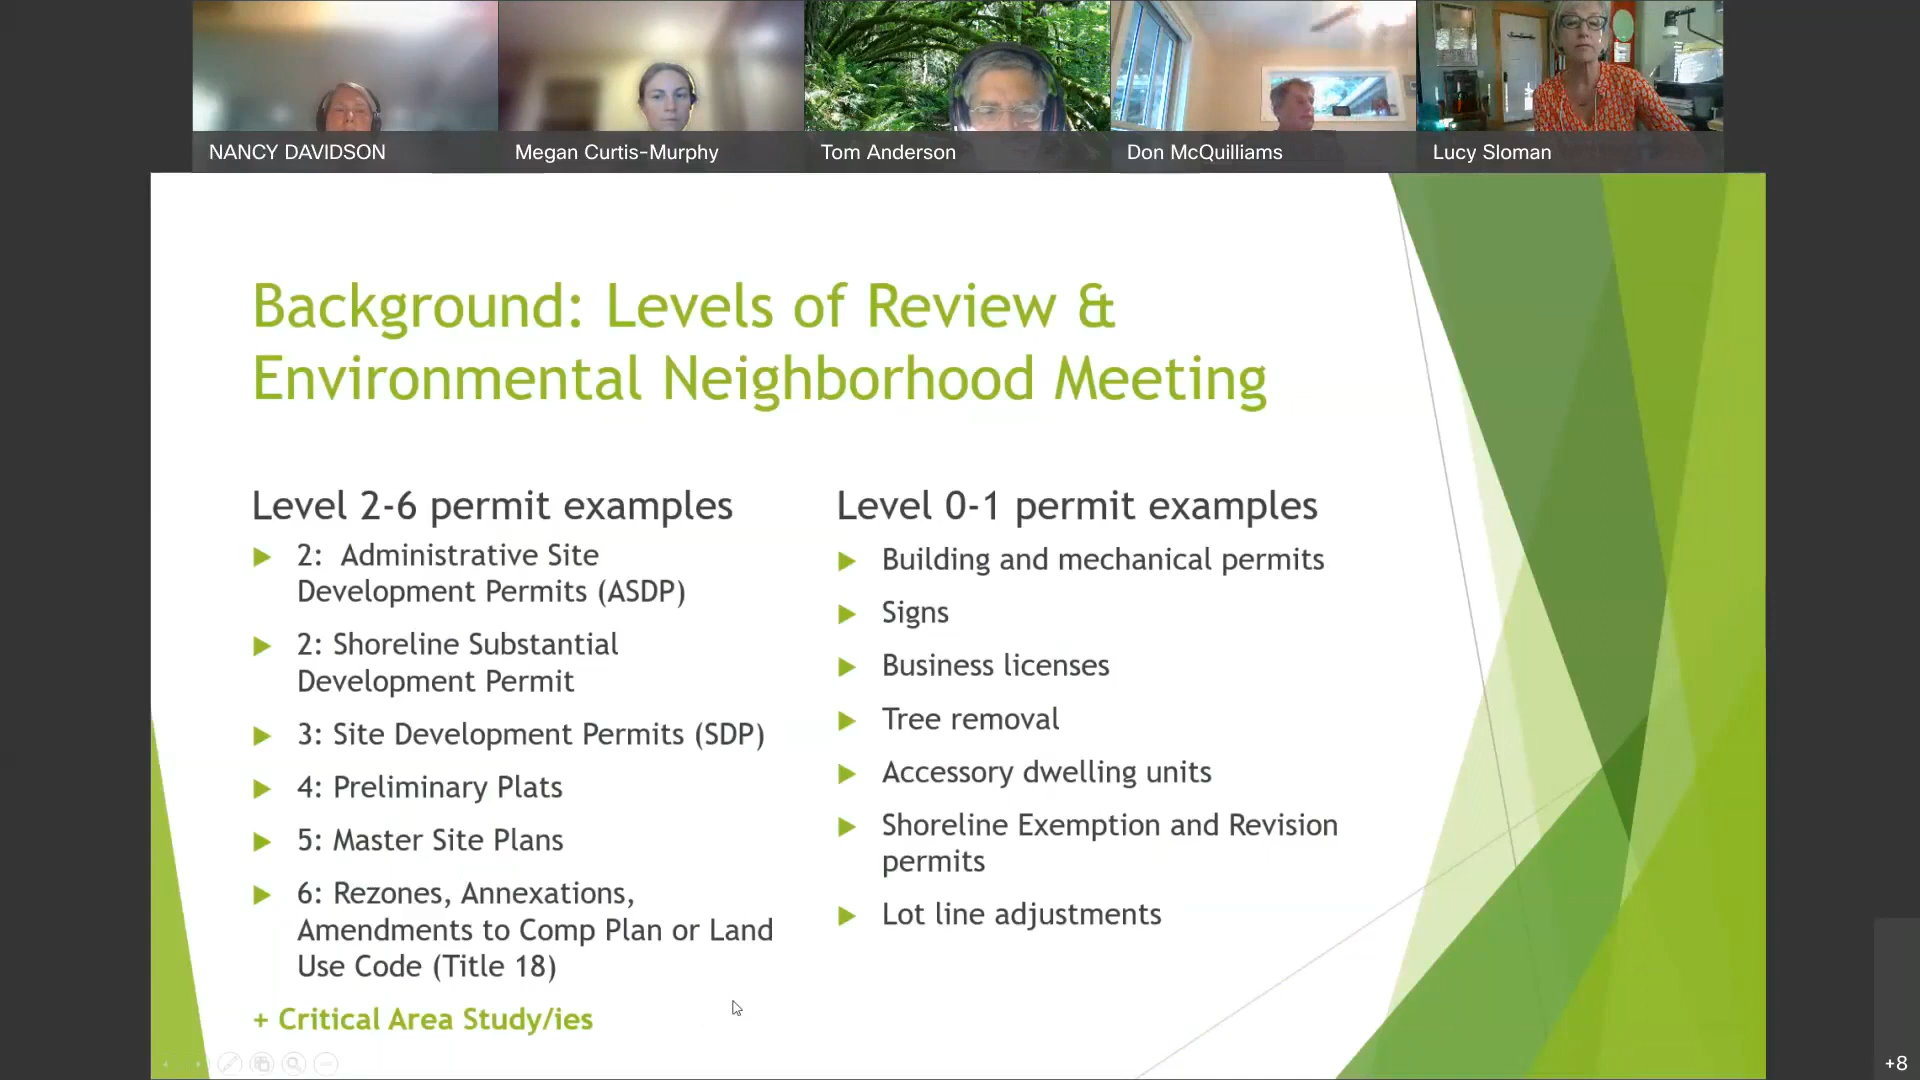 NANCY DAVIDSON
Megan Curtis-Murphy
Tom Anderson
Don McQuilliams
Lucy Sloman
Background: Levels of Review &
Environmental Neighborhood Meeting
Level 2-6 permit examples
2: Administrative Site
Development Permits (ASDP)
2: Shoreline Substantial
Development Permit
3: Site Development Permits (SDP)
4: Preliminary Plats
5: Master Site Plans
6: Rezones, Annexations,
Amendments to Comp Plan or Land
Use Code (Title 18)
+ Critical Area Study/ies
Level 0-1 permit examples
Building and mechanical permits
Signs
Business licenses
Tree removal
Accessory dwelling units
Shoreline Exemption and Revision
permits
Lot line adjustments
+8